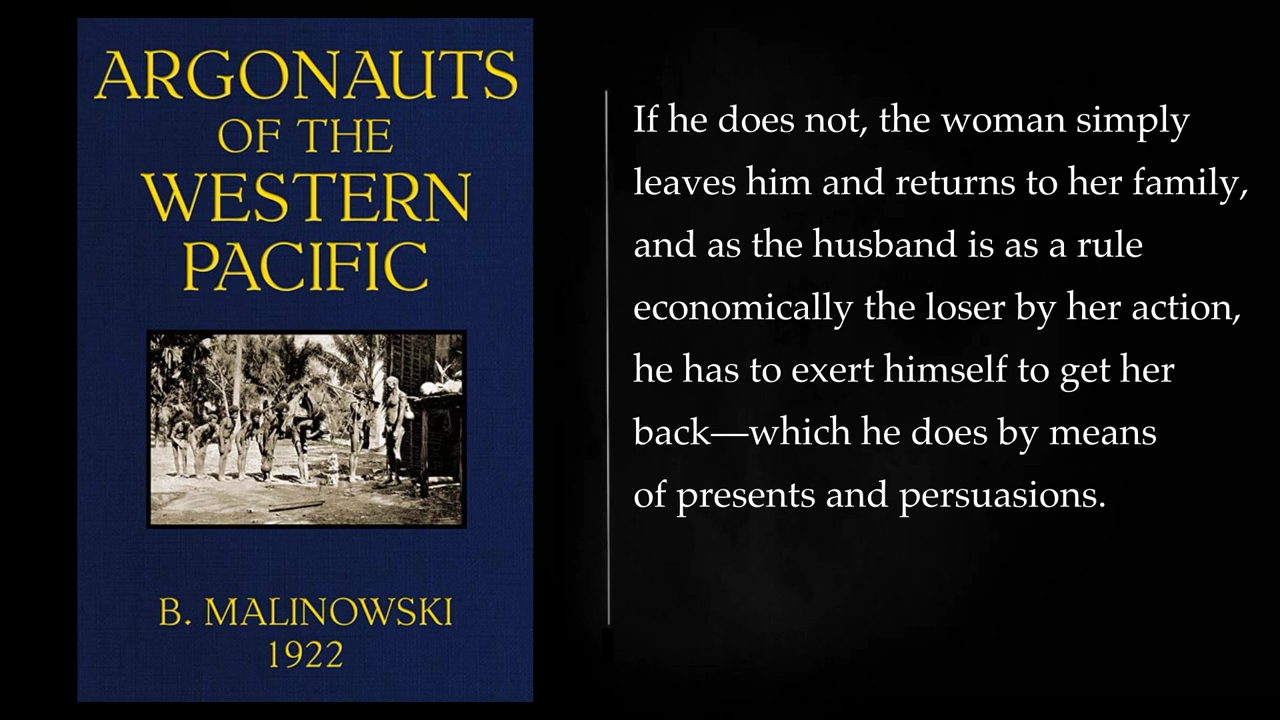 ARGONAUTS
OF THE
WESTERN
PACIFIC
B. MALINOWSKI
1922
If he does not, the woman simply
leaves him and returns to her family,
and as the husband is as a rule
economically the loser by her action,
he has to exert himself to get her
back—which he does by means
of presents and persuasions.